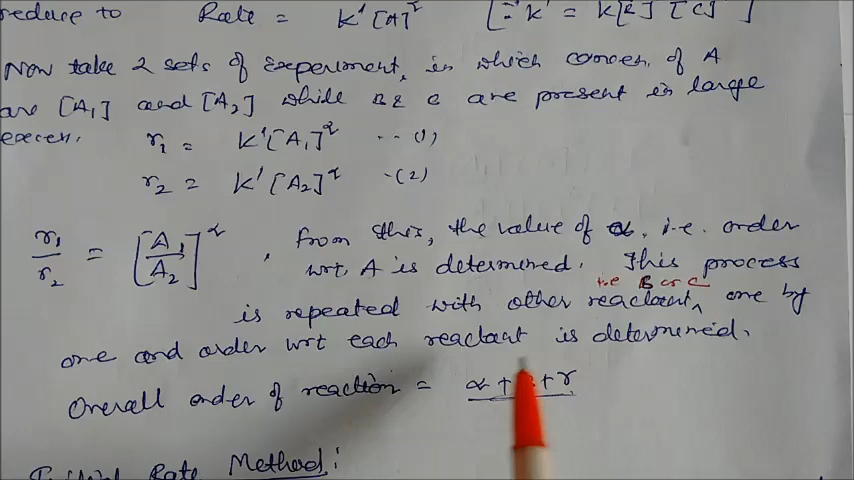 reduce to Rate = K' [A]^α [∵ K' = K[B] [C] ]
Now take 2 sets of experiment, in which concen. of A
are [A₁] and [A₂] while B & C are present in large
excess.
r₁ = K' [A₁]^α --(1)
r₂ = K' [A₂]^α -(2)
r₁/r₂ = [A₁/A₂]^α , from this, the value of α. i.e. order
wrt. A is determined. This process
i.e B or C
is repeated with other reactant, one by
one and order wrt each reactant is determined.
Overall order of reaction = α + + r
Rate Method: